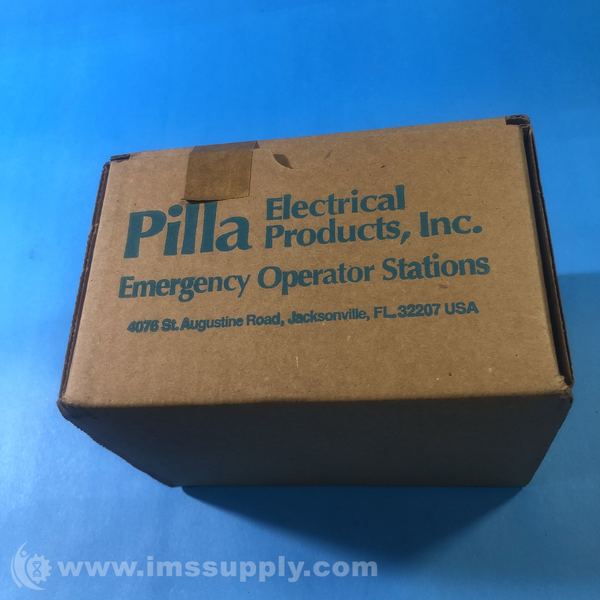 Pilla Electrical Products, Inc.
Emergency Operator Stations
4076 St. Augustine Road, Jacksonville, FL. 32207 USA
www.imssupply.com